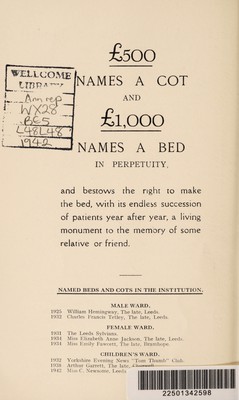 £500
NAMES A COT
AND
£1,000
NAMES A BED
IN PERPETUITY,
WELLCOME
LIBRARY
Ann rep
WX28
.BE5
L48L48
1942
and bestows the right to make
the bed, with its endless succession
of patients year after year, a living
monument to the memory of some
relative or friend.
NAMED BEDS AND COTS IN THE INSTITUTION.
MALE WARD.
1925 William Hemingway, The late, Leeds.
1932 Charles Francis Tetley, The late, Leeds.
FEMALE WARD.
1931 The Leeds Sylvians.
1934 Miss Elizabeth Anne Jackson, The late, Leeds.
1934 Miss Emily Fawcett, The late,
CHILDREN'S WARD.
1932 Yorkshire Evening News "Tom Thumb" Club.
1938 Arthur Garrett, The late,
1942 Miss C. Newsome, Leeds.
22501342598